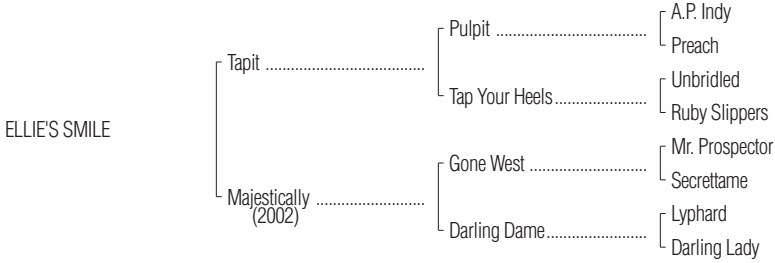 A.P. Indy
Pulpit ....................................
Preach
Tapit ......................................
Unbridled
Tap Your Heels......................
Ruby Slippers
ELLIE'S SMILE
Mr. Prospector
Gone West ............................
Secrettame
Majestically ..........................
(2002)
Lyphard
Darling Dame........................
Darling Lady